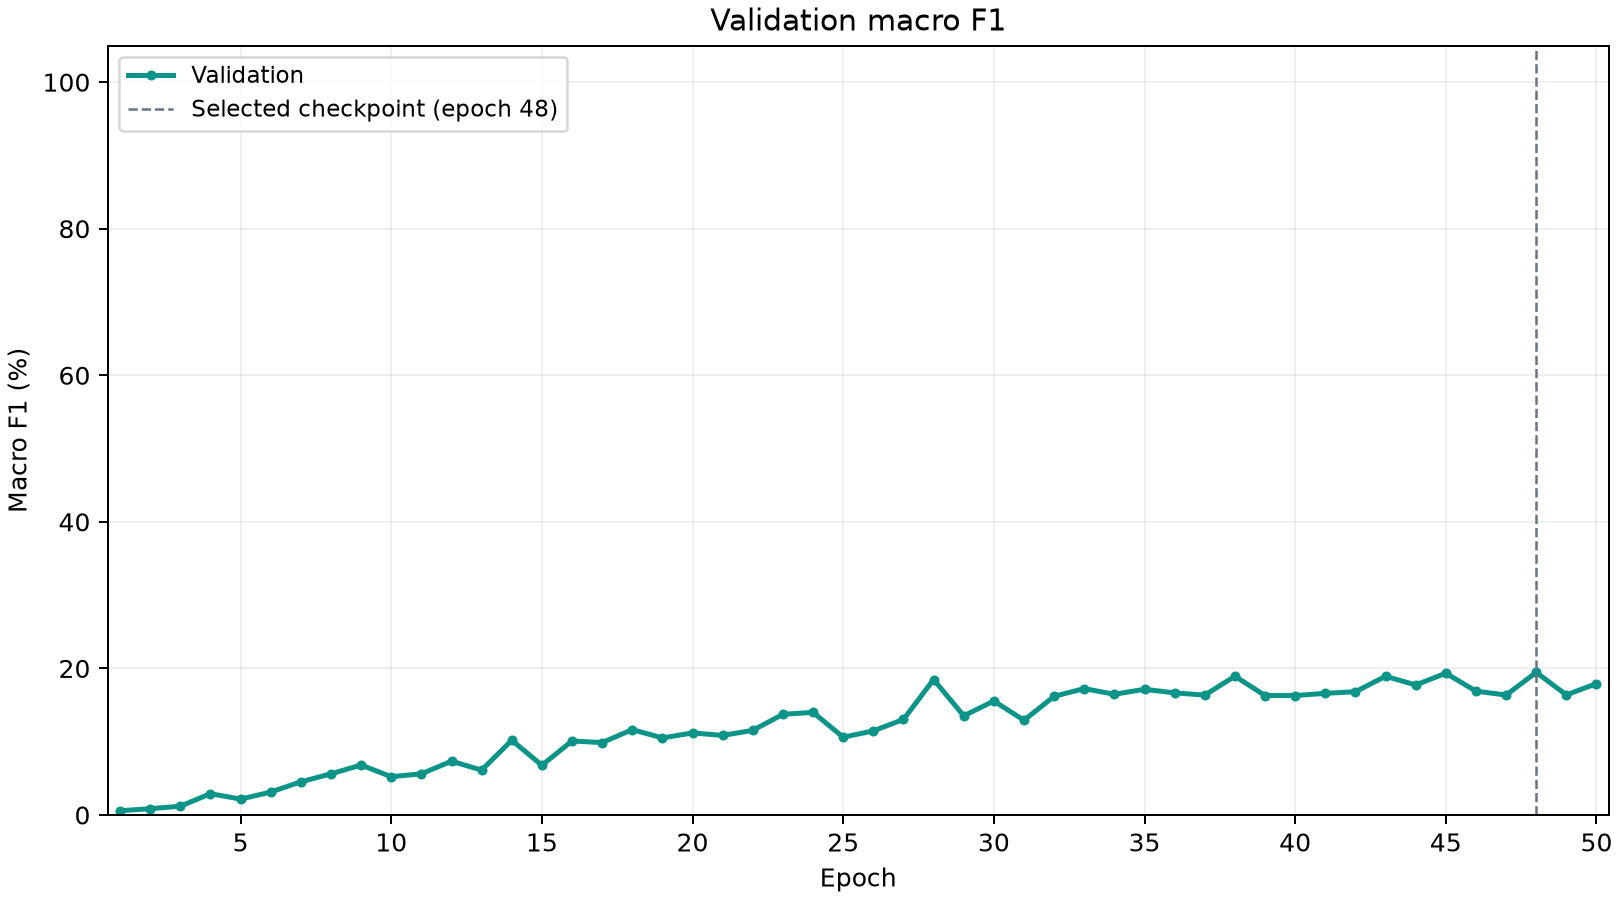 Validation macro F1
Validation
Selected checkpoint (epoch 48)
Macro F1 (%)
100
80
60
40
20
0
5 10 15 20 25 30 35 40 45 50
Epoch